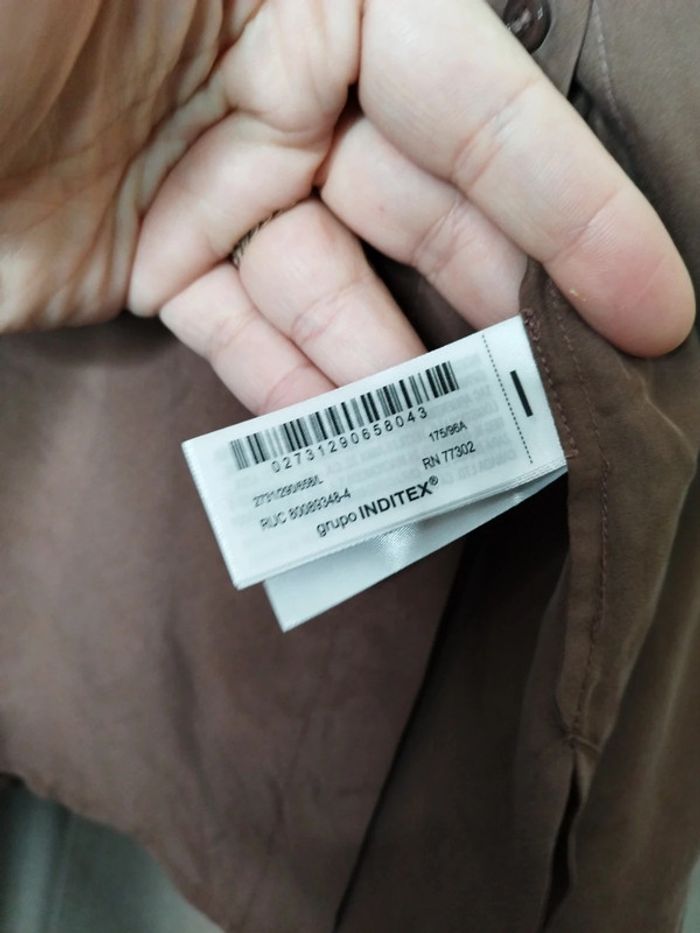 02731290658043
2731/290/658/L 175/96A
RUC 80089348-4 RN 77302
grupo INDITEX®